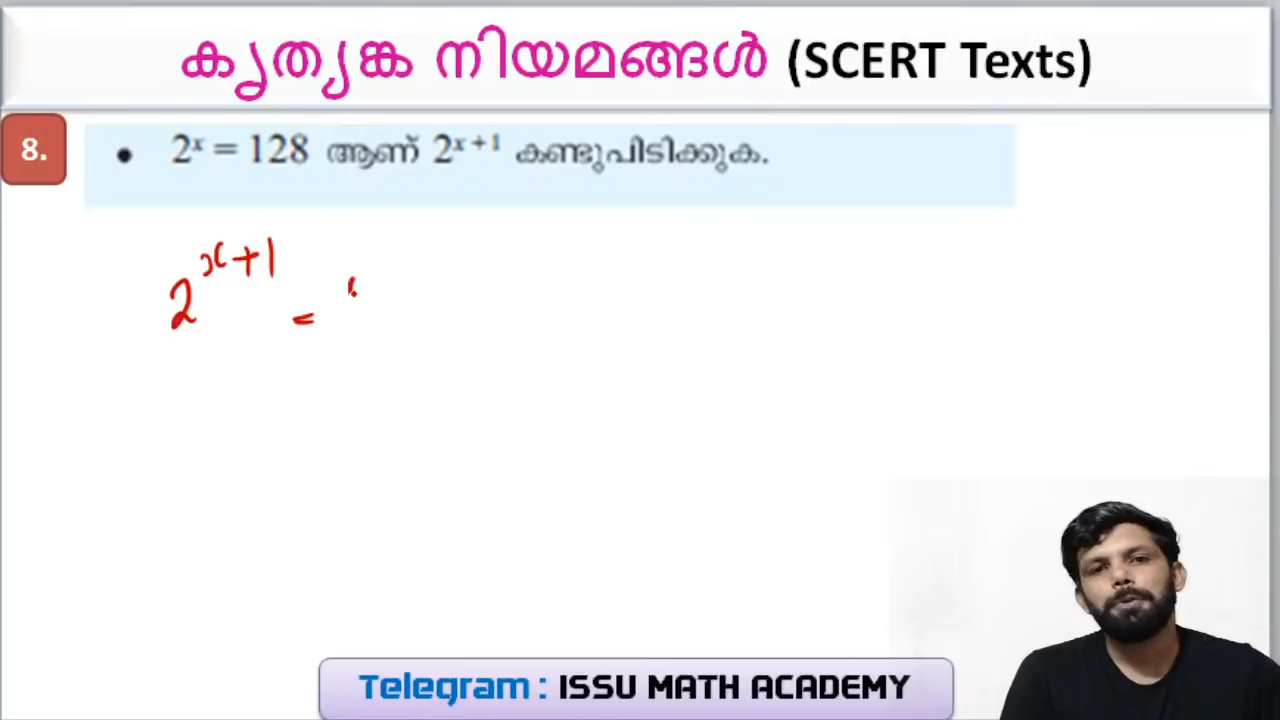 കൃത്യങ്ക നിയമങ്ങൾ (SCERT Texts)
8. • 2ˣ = 128 ആണ് 2ˣ⁺¹ കണ്ടുപിടിക്കുക.
2ˣ⁺¹ =
Telegram : ISSU MATH ACADEMY